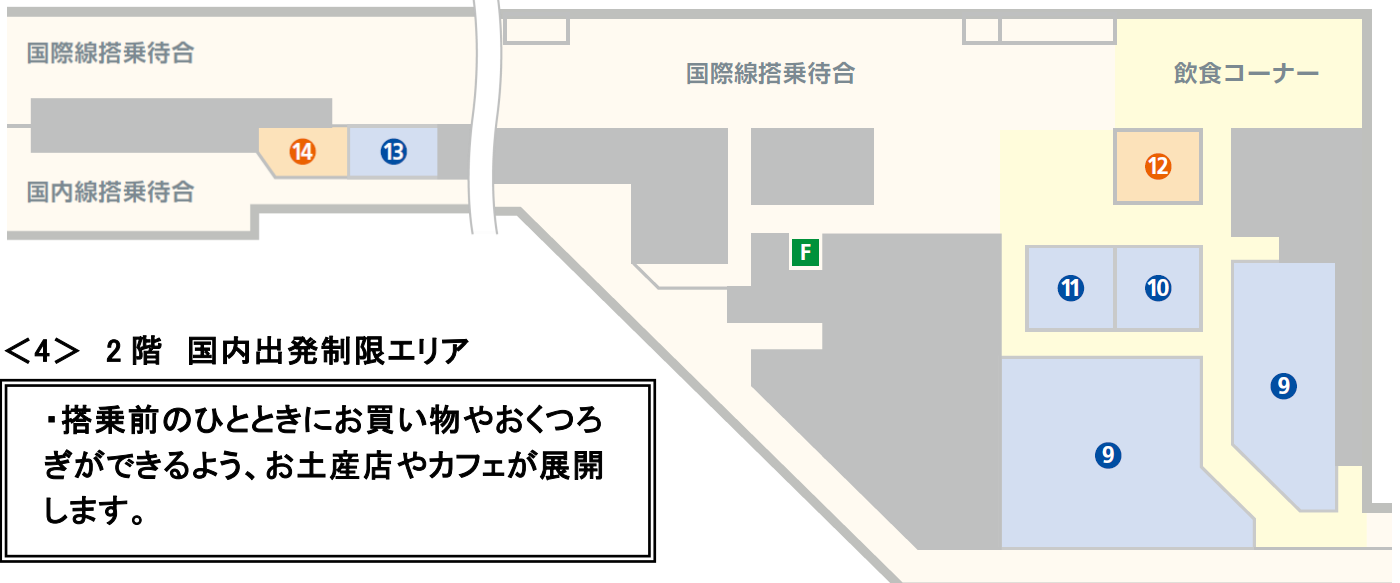 国際線搭乗待合
国際線搭乗待合
飲食コーナー
⓮
⓭
⓬
国内線搭乗待合
F
⓫
❿
＜4＞ 2階 国内出発制限エリア
❾
・搭乗前のひとときにお買い物やおくつろ
ぎができるよう、お土産店やカフェが展開
します。
❾